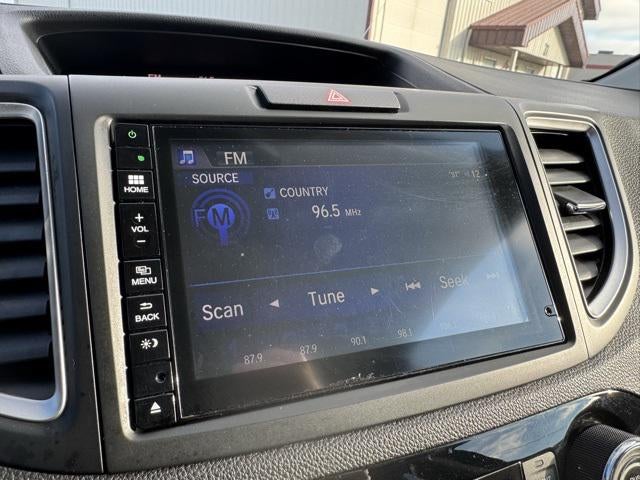 FM
SOURCE
COUNTRY
FM
96.5 MHz
Scan
Tune
Seek
87.9 87.9 90.1 98.1
HOME
+
VOL
−
MENU
BACK